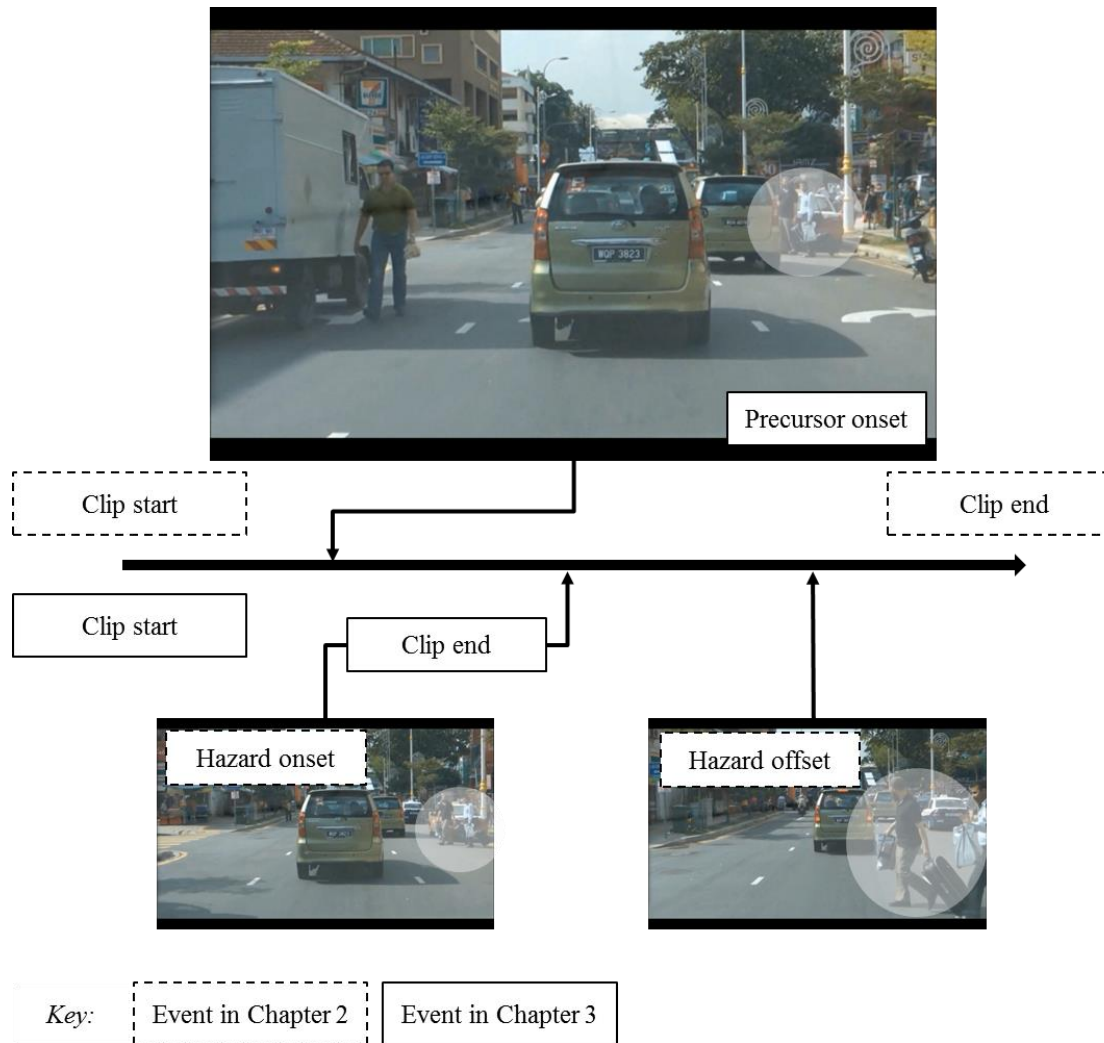 WQP 3823
Precursor onset
Clip start
Clip end
Clip start
Clip end
Hazard onset
Hazard offset
Key:
Event in Chapter 2
Event in Chapter 3